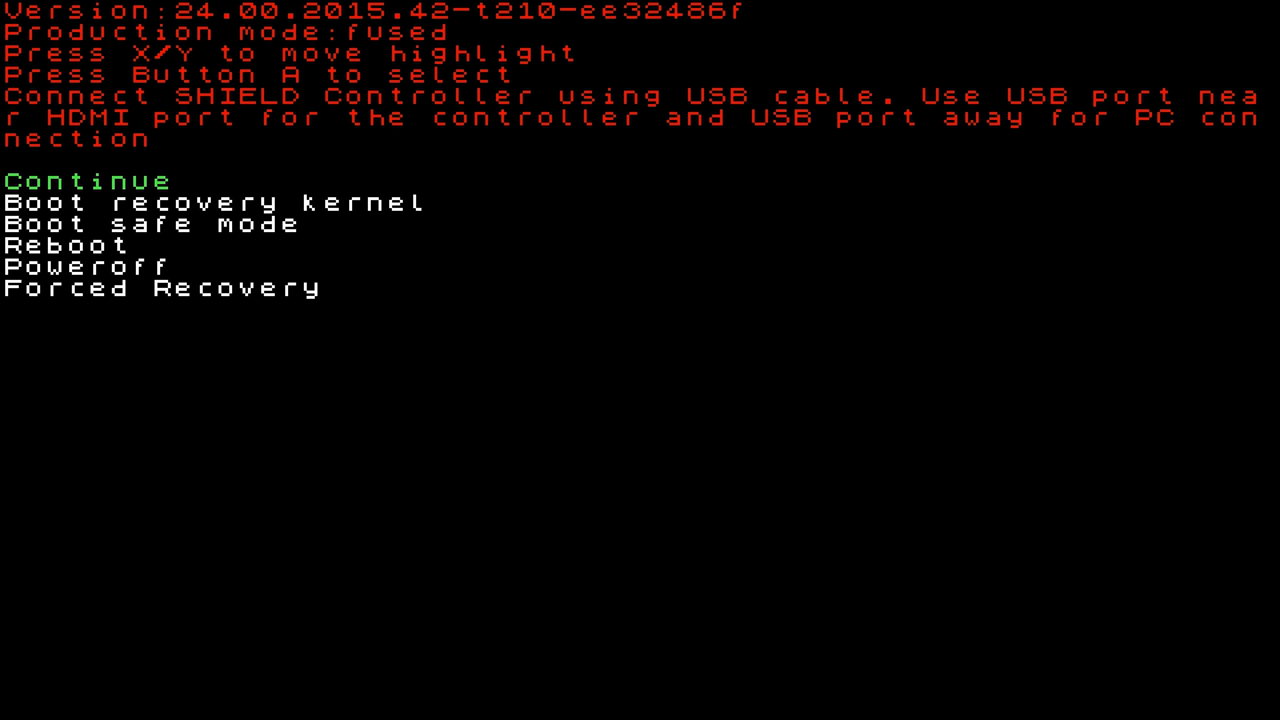 Version:24.00.2015.42-t210-ee32486f
Production mode:fused
Press X/Y to move highlight
Press Button A to select
Connect SHIELD Controller using USB cable. Use USB port nea
r HDMI port for the controller and USB port away for PC con
nection
Continue
Boot recovery kernel
Boot safe mode
Reboot
Poweroff
Forced Recovery